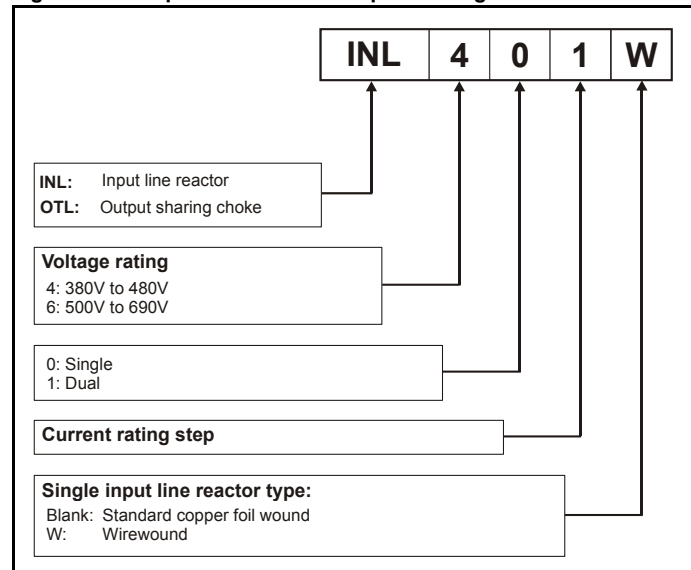 INL 4 0 1 W
INL: Input line reactor
OTL: Output sharing choke
Voltage rating
4: 380V to 480V
6: 500V to 690V
0: Single
1: Dual
Current rating step
Single input line reactor type:
Blank: Standard copper foil wound
W: Wirewound